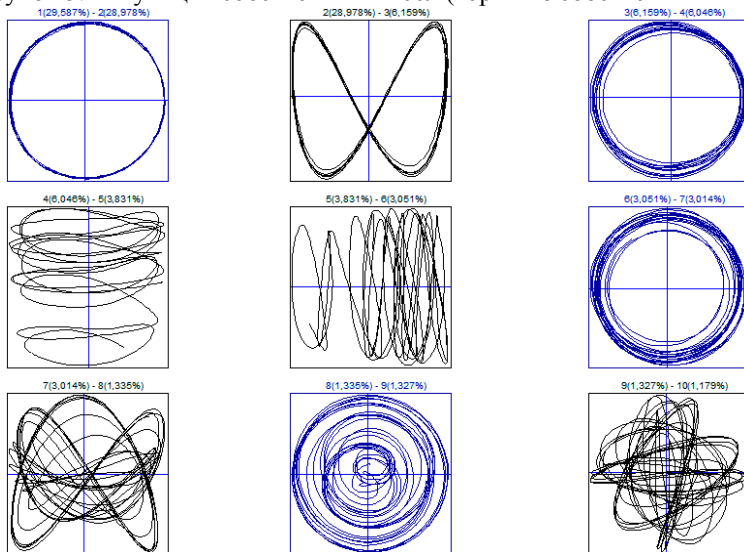 1(29,587%) - 2(28,978%)
2(28,978%) - 3(6,159%)
3(6,159%) - 4(6,046%)
4(6,046%) - 5(3,831%)
5(3,831%) - 6(3,051%)
6(3,051%) - 7(3,014%)
7(3,014%) - 8(1,335%)
8(1,335%) - 9(1,327%)
9(1,327%) - 10(1,179%)